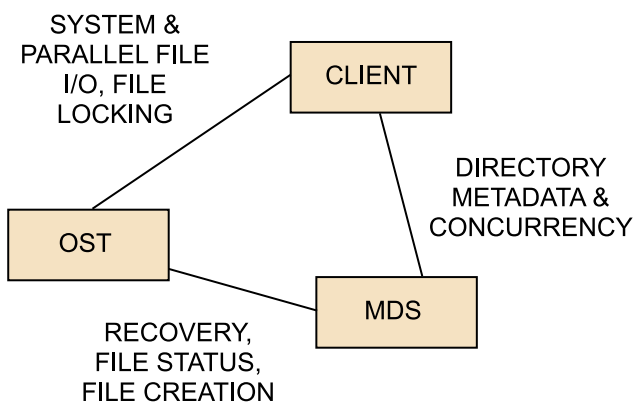 SYSTEM &
PARALLEL FILE
I/O, FILE
LOCKING
CLIENT
DIRECTORY
METADATA &
CONCURRENCY
OST
MDS
RECOVERY,
FILE STATUS,
FILE CREATION